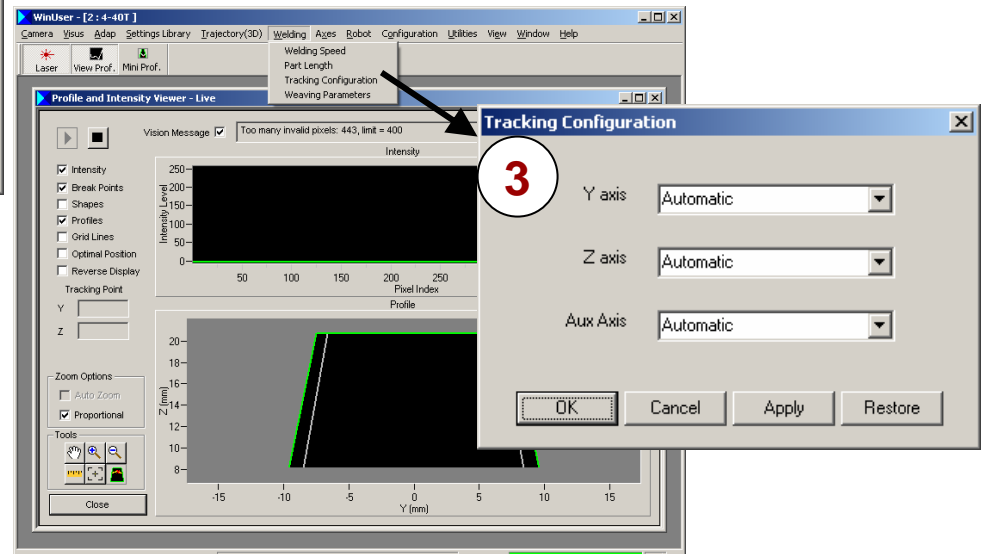 WinUser - [2 : 4-40T ]
Camera Visus Adap Settings Library Trajectory(3D) Welding Axes Robot Configuration Utilities View Window Help
Laser View Prof. Mini Prof.
Welding Speed
Part Length
Tracking Configuration
Weaving Parameters
Profile and Intensity Viewer - Live
Vision Message Too many invalid pixels: 443, limit = 400
Intensity
Break Points
Shapes
Profiles
Grid Lines
Optimal Position
Reverse Display
Tracking Point
Y
Z
Zoom Options
Auto Zoom
Proportional
Tools
Close
Intensity
Intensity Level
250
200
150
100
50
0
50 100 150 200 250
Pixel Index
Profile
Z (mm)
20
18
16
14
12
10
8
-15 -10 -5 0 5 10 15
Y (mm)
Tracking Configuration
3
Y axis Automatic
Z axis Automatic
Aux Axis Automatic
OK Cancel Apply Restore